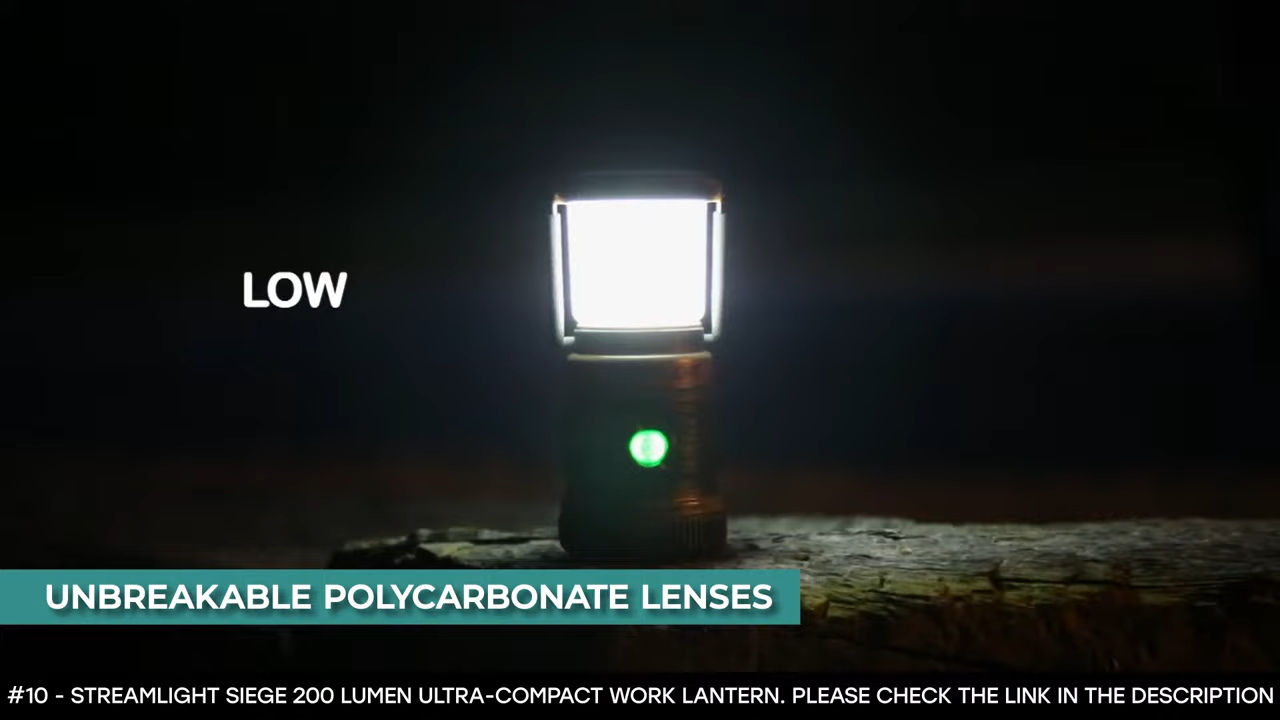 LOW
UNBREAKABLE POLYCARBONATE LENSES
#10 - STREAMLIGHT SIEGE 200 LUMEN ULTRA-COMPACT WORK LANTERN. PLEASE CHECK THE LINK IN THE DESCRIPTION